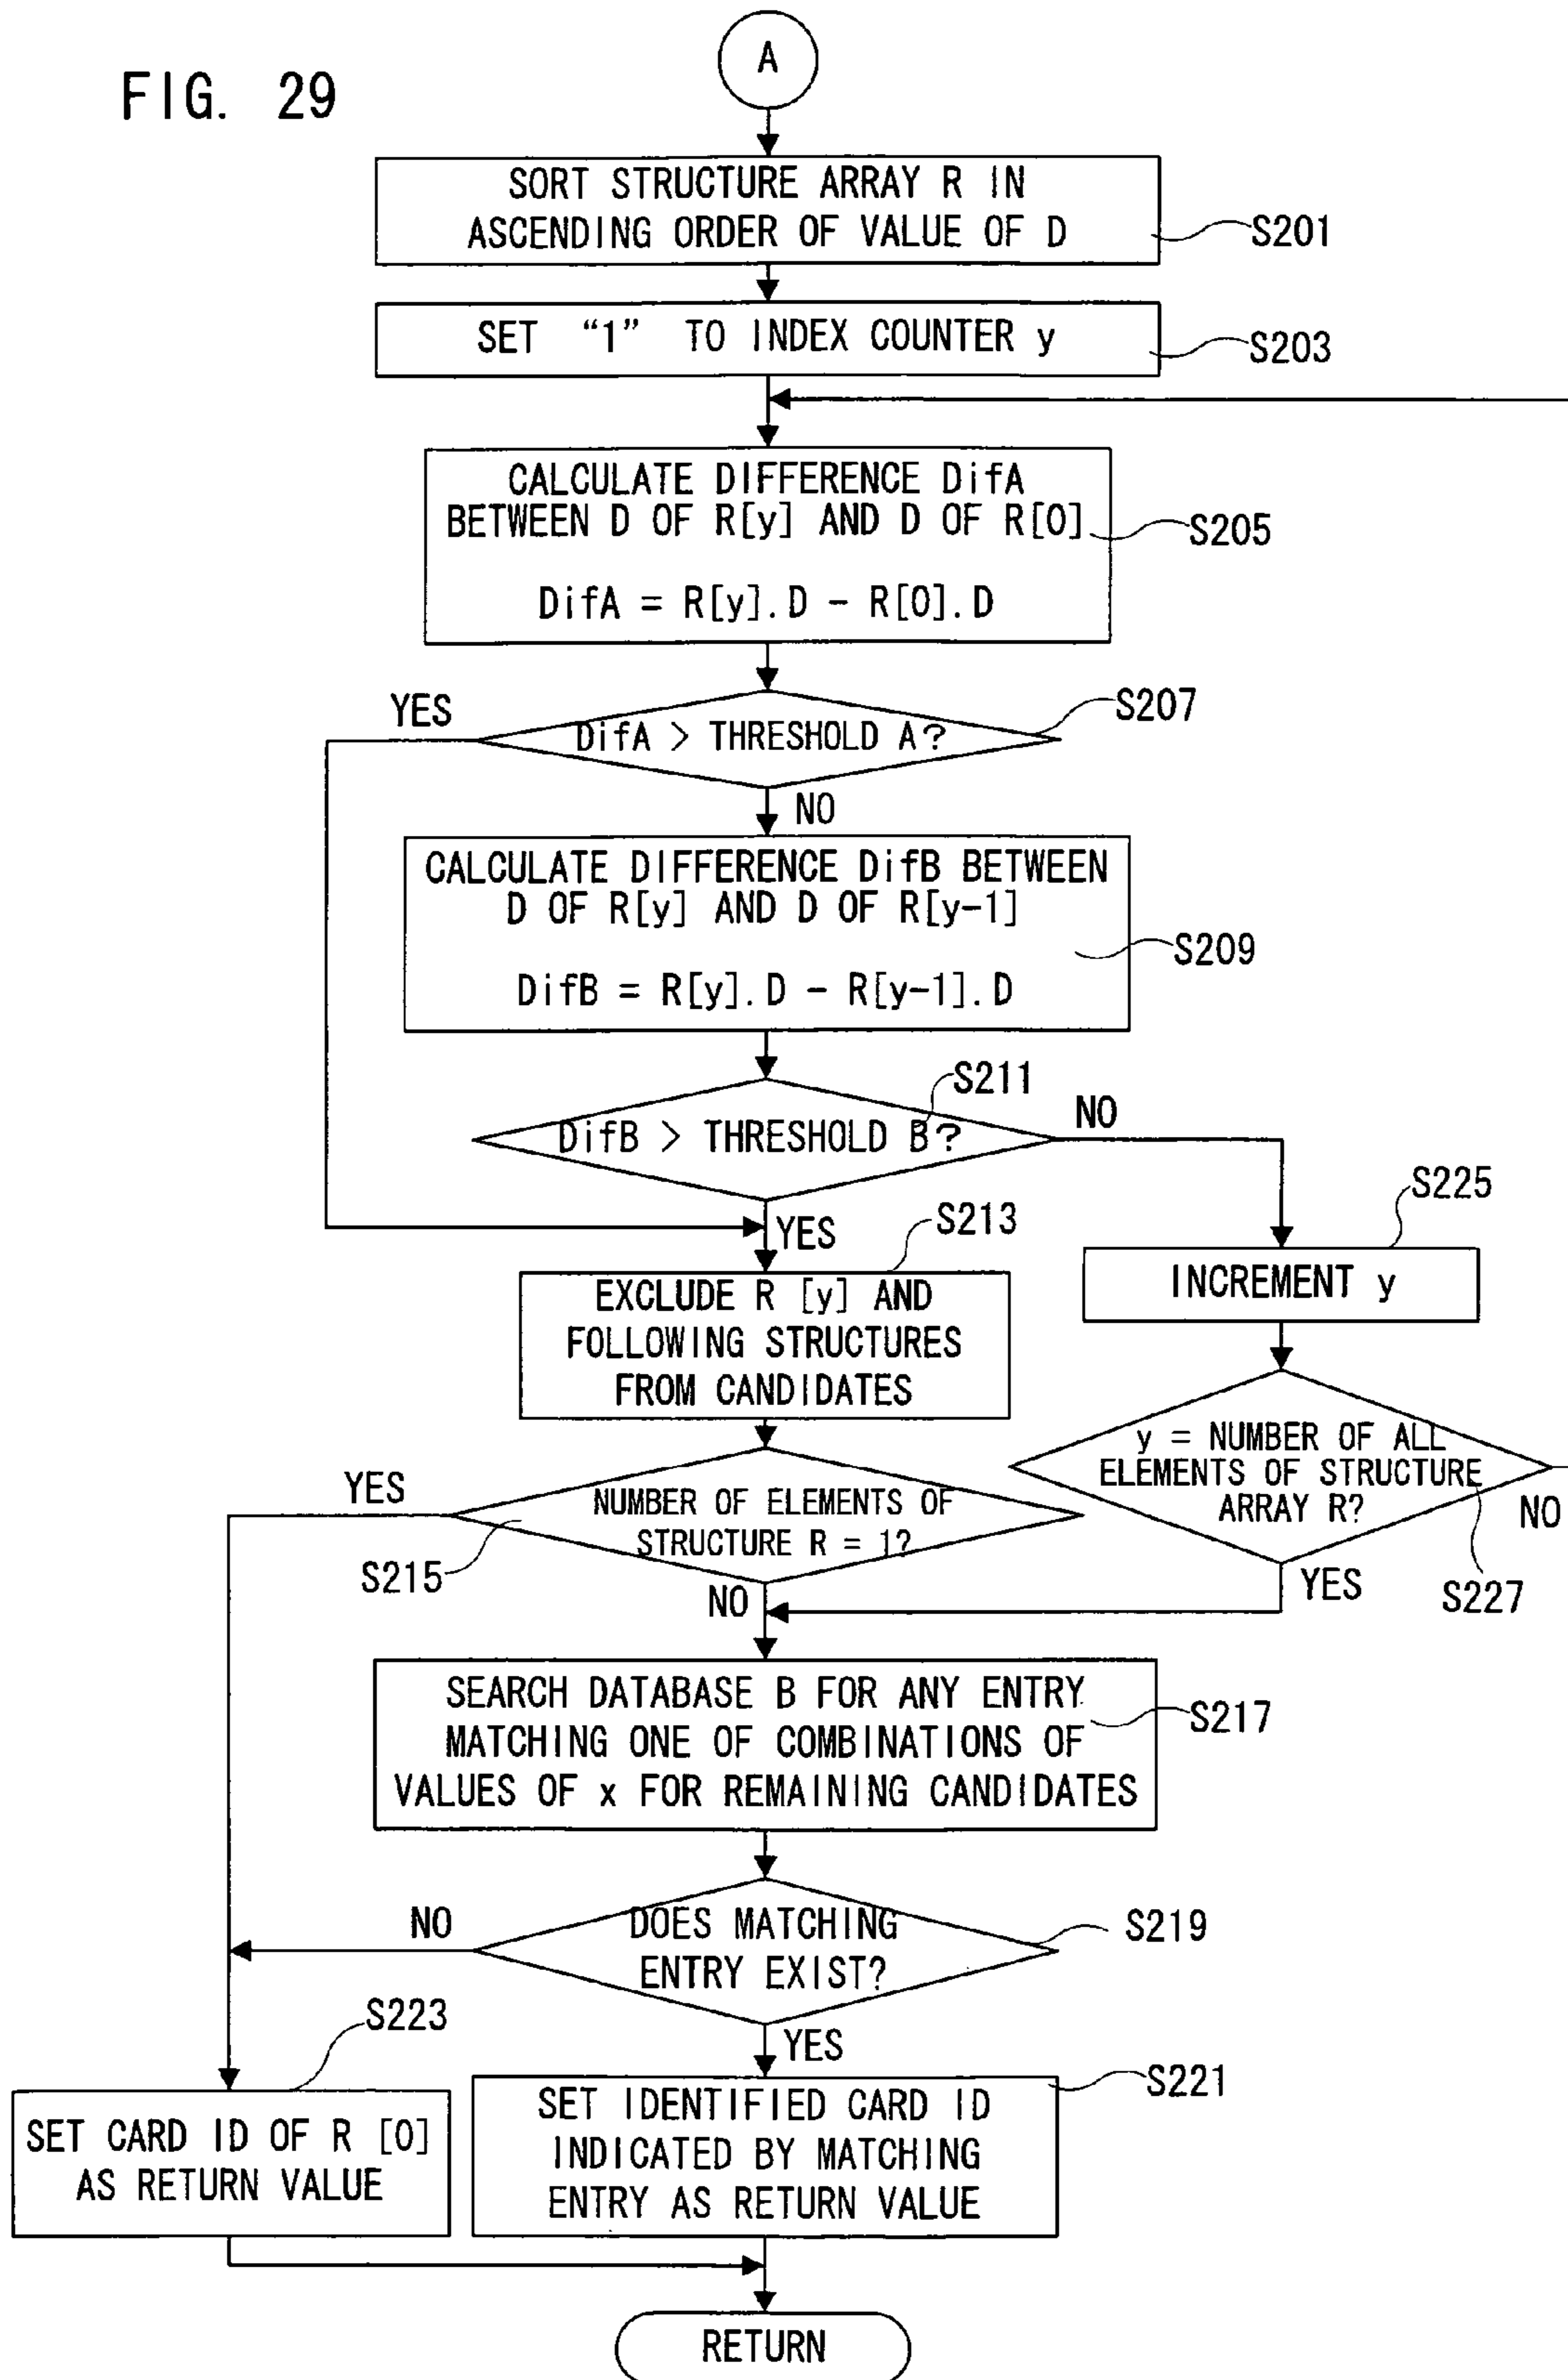 FIG. 29
A
SORT STRUCTURE ARRAY R IN
ASCENDING ORDER OF VALUE OF D
S201
SET “1” TO INDEX COUNTER y
S203
CALCULATE DIFFERENCE DifA
BETWEEN D OF R[y] AND D OF R[0]
DifA = R[y].D - R[0].D
S205
YES
DifA > THRESHOLD A?
S207
NO
CALCULATE DIFFERENCE DifB BETWEEN
D OF R[y] AND D OF R[y-1]
DifB = R[y].D - R[y-1].D
S209
S211
DifB > THRESHOLD B?
NO
YES
S213
S225
EXCLUDE R [y] AND
FOLLOWING STRUCTURES
FROM CANDIDATES
INCREMENT y
YES
NUMBER OF ELEMENTS OF
STRUCTURE R = 1?
S215
NO
y = NUMBER OF ALL
ELEMENTS OF STRUCTURE
ARRAY R?
NO
YES
S227
SEARCH DATABASE B FOR ANY ENTRY
MATCHING ONE OF COMBINATIONS OF
VALUES OF x FOR REMAINING CANDIDATES
S217
NO
DOES MATCHING
ENTRY EXIST?
S219
S223
YES
S221
SET CARD ID OF R [0]
AS RETURN VALUE
SET IDENTIFIED CARD ID
INDICATED BY MATCHING
ENTRY AS RETURN VALUE
RETURN